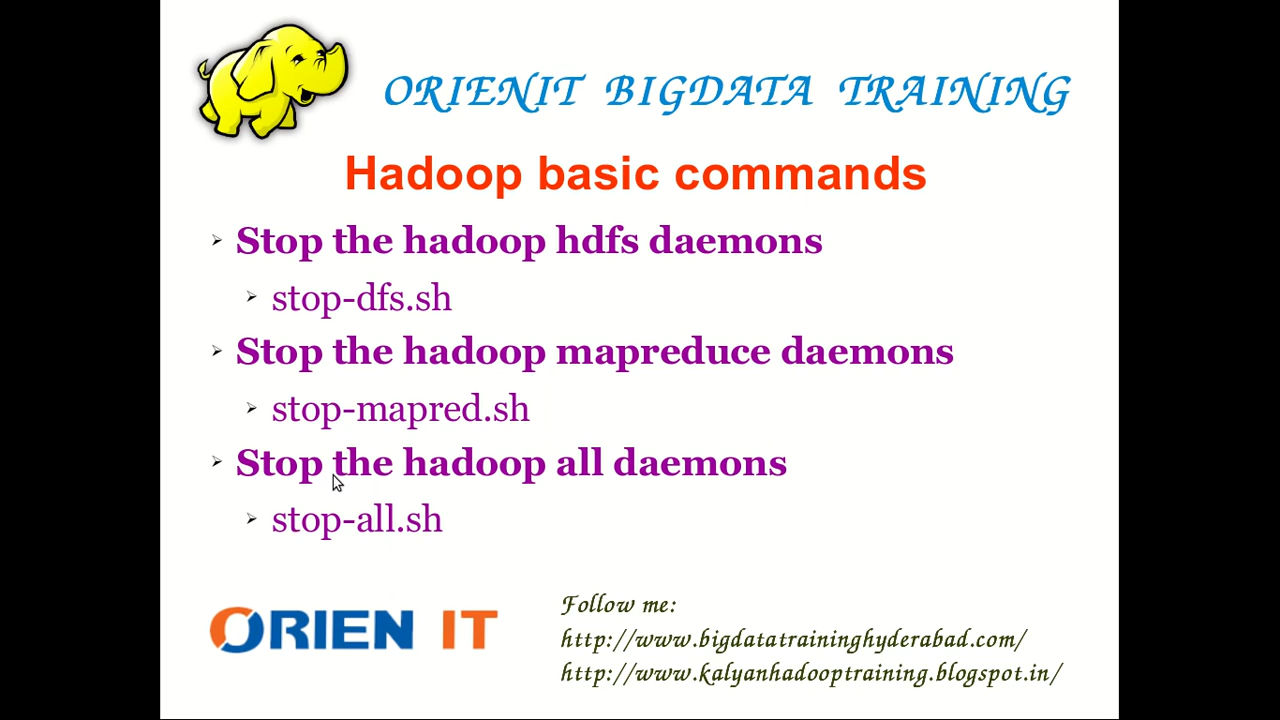 ORIENIT BIGDATA TRAINING
Hadoop basic commands
Stop the hadoop hdfs daemons
stop-dfs.sh
Stop the hadoop mapreduce daemons
stop-mapred.sh
Stop the hadoop all daemons
stop-all.sh
ORIEN IT
Follow me:
http://www.bigdatatraininghyderabad.com/
http://www.kalyanhadooptraining.blogspot.in/